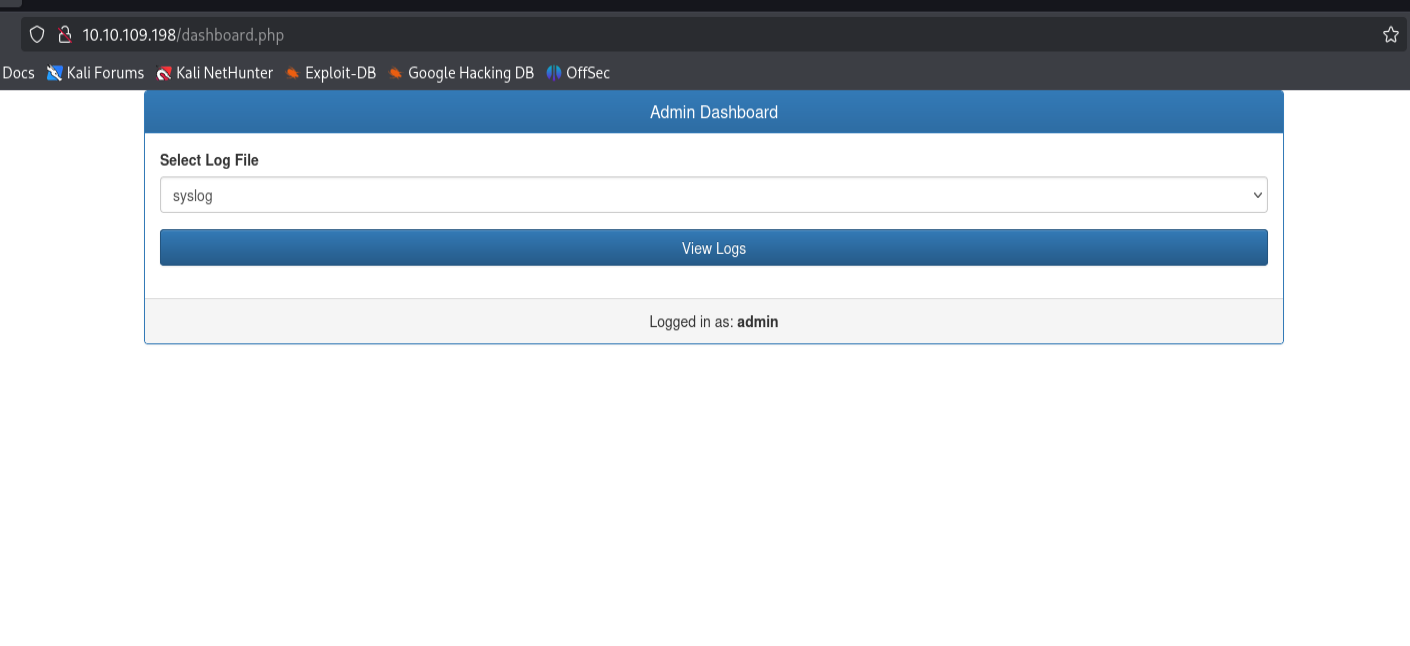 10.10.109.198/dashboard.php
Docs Kali Forums Kali NetHunter Exploit-DB Google Hacking DB OffSec
Admin Dashboard
Select Log File
syslog
View Logs
Logged in as: admin